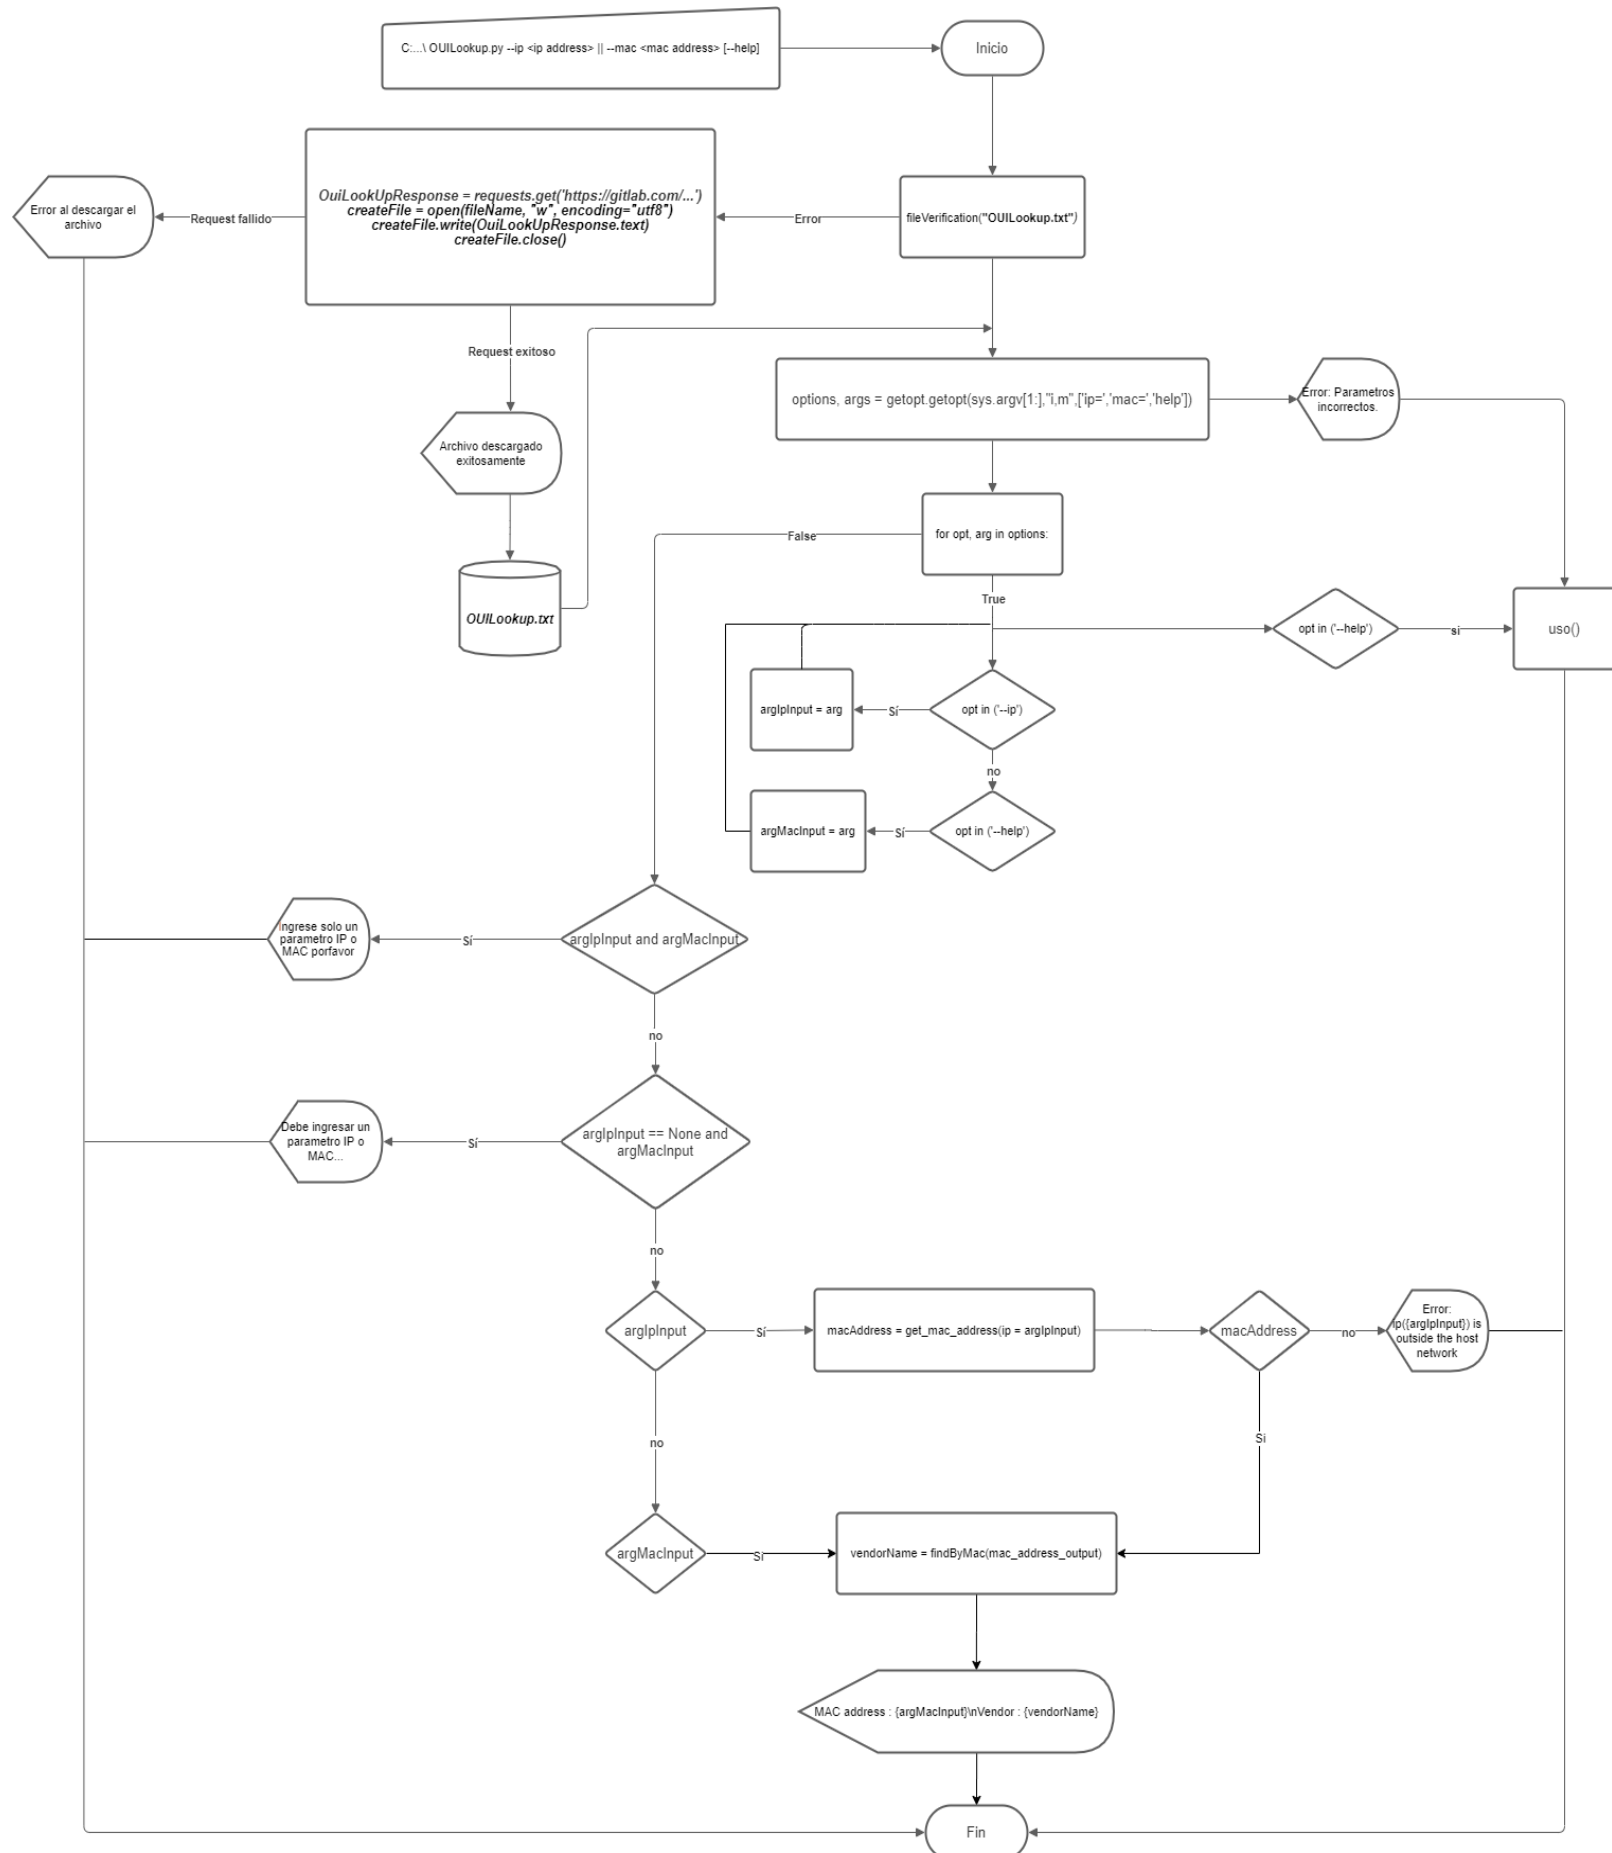 C:...\ OUILookup.py --ip <ip address> || --mac <mac address> [--help]
Inicio
OuiLookUpResponse = requests.get('https://gitlab.com/...')
createFile = open(fileName, "w", encoding="utf8")
createFile.write(OuiLookUpResponse.text)
createFile.close()
Error al descargar el
archivo
Request fallido
Error
fileVerification("OUILookup.txt")
Request exitoso
options, args = getopt.getopt(sys.argv[1:],"i,m",['ip=','mac=','help'])
Error: Parametros
incorrectos.
Archivo descargado
exitosamente
for opt, arg in options:
False
True
OUILookup.txt
opt in ('--help')
sí
uso()
argIpInput = arg
Sí
opt in ('--ip')
no
argMacInput = arg
Sí
opt in ('--help')
Ingrese solo un
parametro IP o
MAC porfavor
Sí
argIpInput and argMacInput
no
Debe ingresar un
parametro IP o
MAC...
Sí
argIpInput == None and
argMacInput
no
argIpInput
Sí
macAddress = get_mac_address(ip = argIpInput)
macAddress
no
Error:
ip({argIpInput}) is
outside the host
network
no
Si
argMacInput
Sí
vendorName = findByMac(mac_address_output)
MAC address : {argMacInput}\nVendor : {vendorName}
Fin